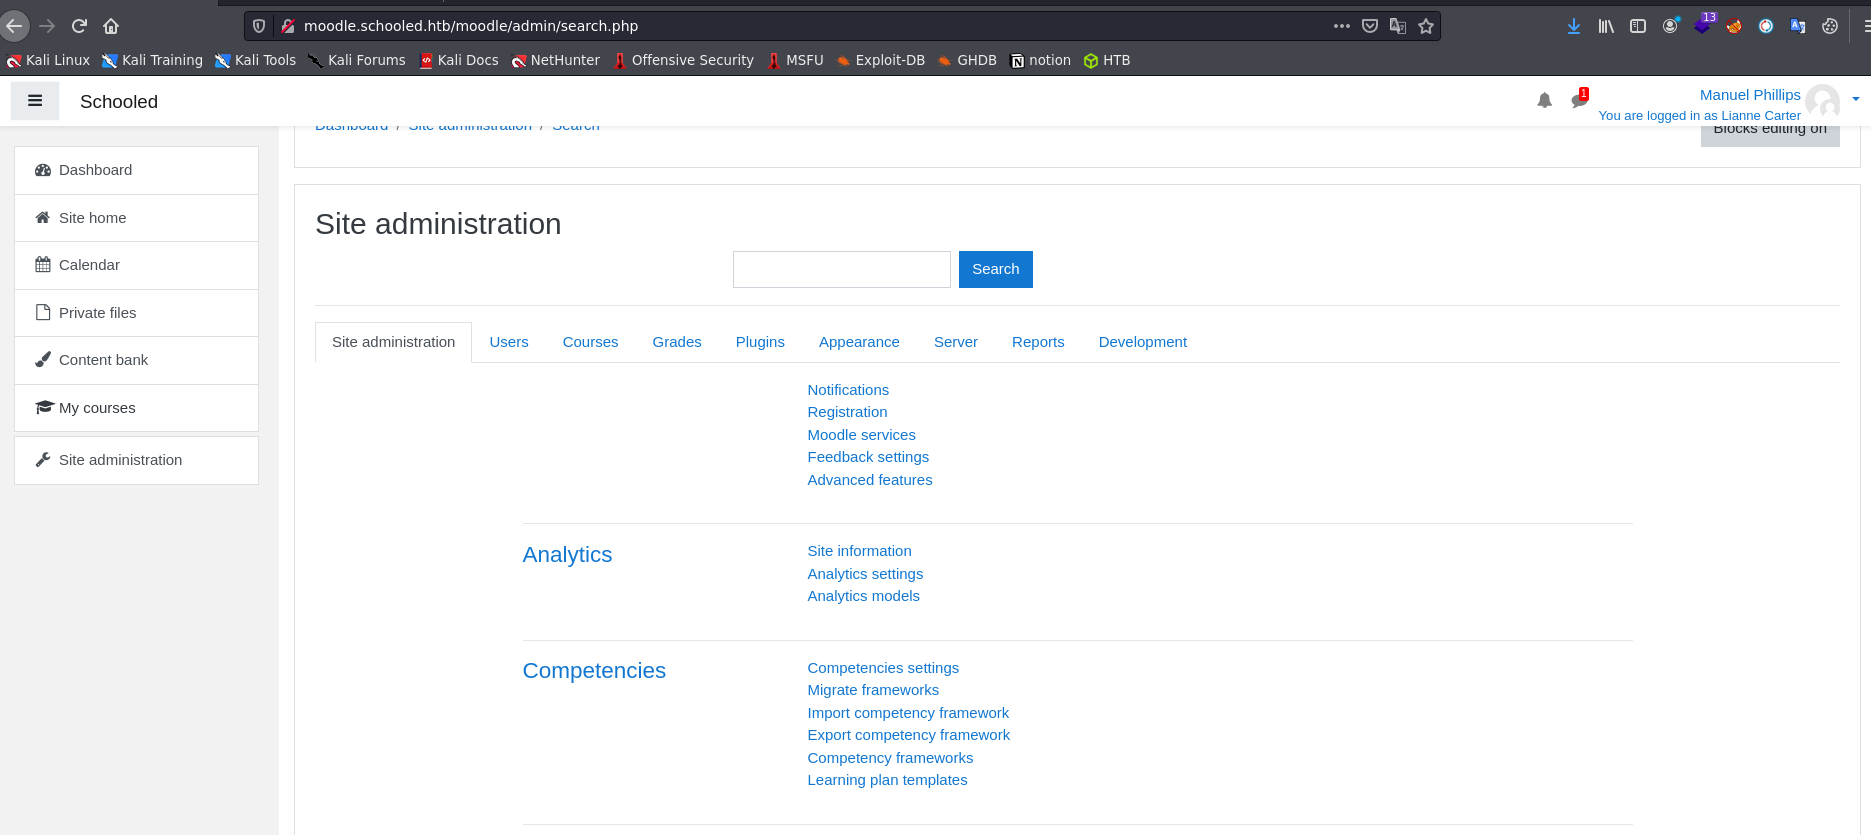 moodle.schooled.htb/moodle/admin/search.php
13
Kali Linux Kali Training Kali Tools Kali Forums Kali Docs NetHunter Offensive Security MSFU Exploit-DB GHDB notion HTB
Schooled
1
Manuel Phillips
You are logged in as Lianne Carter
Dashboard / Site administration / Search
Blocks editing on
Dashboard
Site home
Calendar
Private files
Content bank
My courses
Site administration
Site administration
Search
Site administration Users Courses Grades Plugins Appearance Server Reports Development
Notifications
Registration
Moodle services
Feedback settings
Advanced features
Analytics
Site information
Analytics settings
Analytics models
Competencies
Competencies settings
Migrate frameworks
Import competency framework
Export competency framework
Competency frameworks
Learning plan templates